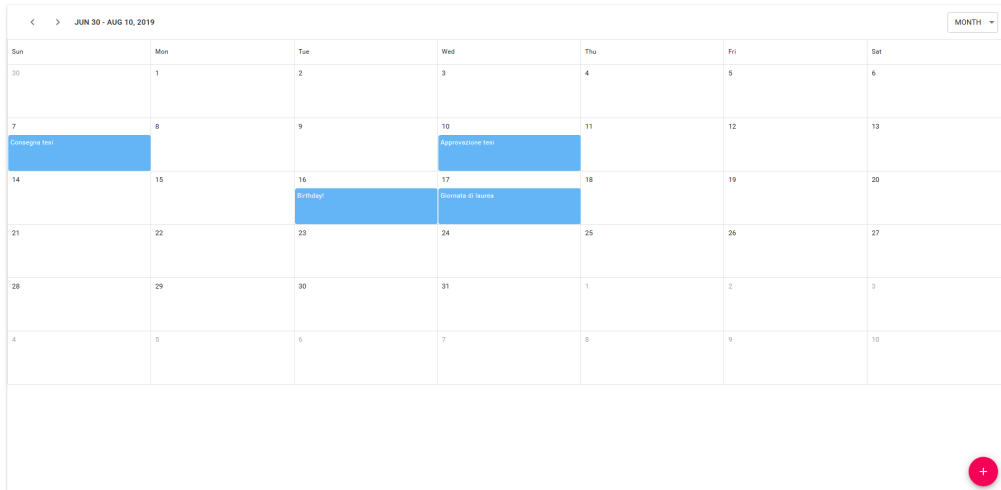 JUN 30 - AUG 10, 2019 MONTH
Sun Mon Tue Wed Thu Fri Sat
30 1 2 3 4 5 6
7 8 9 10 11 12 13
Consegna tesi Approvazione tesi
14 15 16 17 18 19 20
Birthday! Giornata di laurea
21 22 23 24 25 26 27
28 29 30 31 1 2 3
4 5 6 7 8 9 10